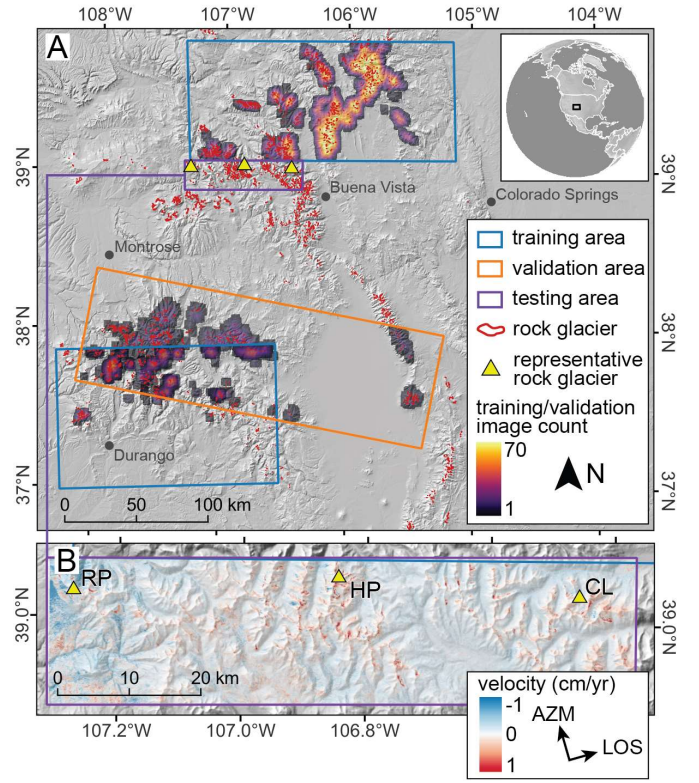 108°W 107°W 106°W 105°W
A
39°N 39°N
Buena Vista
Colorado Springs
Montrose
training area
validation area
testing area
rock glacier
representative
rock glacier
training/validation
image count
70
1
N
38°N 38°N
Durango
37°N 37°N
0 50 100 km
107°W 106°W 105°W 104°W
B
RP HP CL
39.0°N 39.0°N
0 10 20 km
velocity (cm/yr)
-1
0
1
AZM
LOS
107.2°W 107.0°W 106.8°W